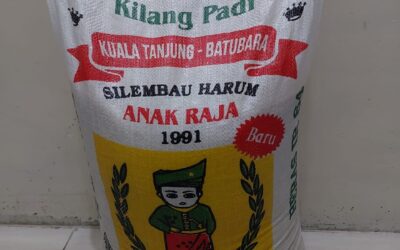 Kilang Padi
KUALA TANJUNG - BATUBARA
SILEMBAU HARUM
ANAK RAJA
1991
Baru